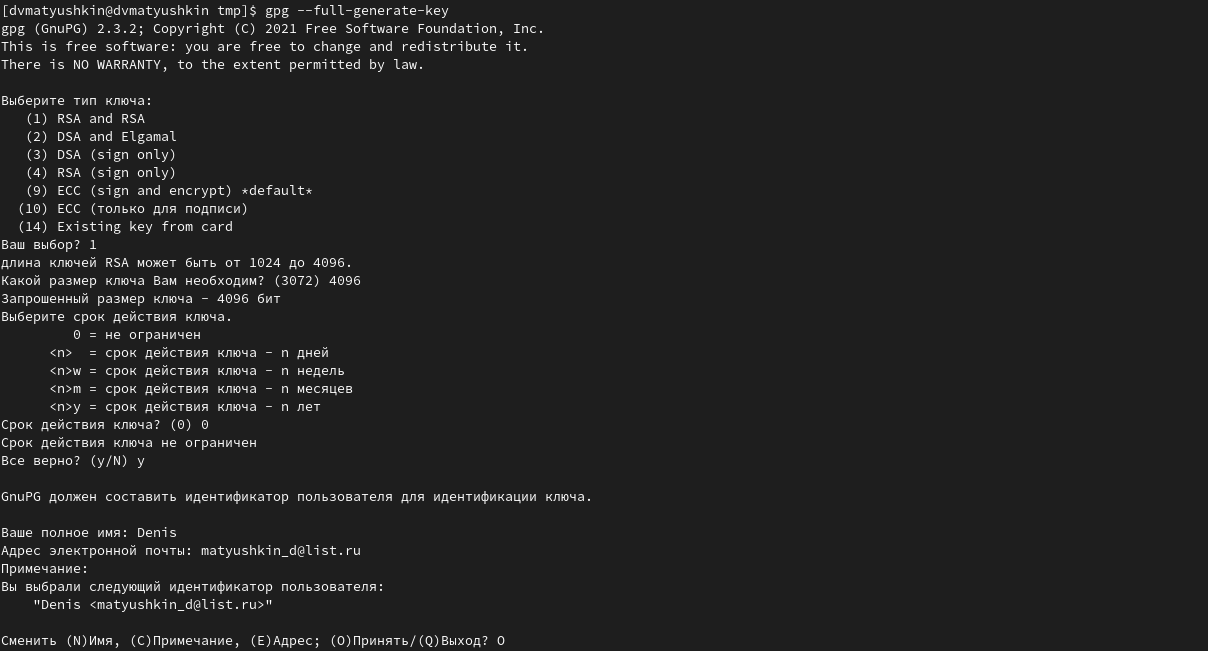 [dvmatyushkin@dvmatyushkin tmp]$ gpg --full-generate-key
gpg (GnuPG) 2.3.2; Copyright (C) 2021 Free Software Foundation, Inc.
This is free software: you are free to change and redistribute it.
There is NO WARRANTY, to the extent permitted by law.
Выберите тип ключа:
(1) RSA and RSA
(2) DSA and Elgamal
(3) DSA (sign only)
(4) RSA (sign only)
(9) ECC (sign and encrypt) *default*
(10) ECC (только для подписи)
(14) Existing key from card
Ваш выбор? 1
длина ключей RSA может быть от 1024 до 4096.
Какой размер ключа Вам необходим? (3072) 4096
Запрошенный размер ключа - 4096 бит
Выберите срок действия ключа.
0 = не ограничен
<n>  = срок действия ключа - n дней
<n>w = срок действия ключа - n недель
<n>m = срок действия ключа - n месяцев
<n>y = срок действия ключа - n лет
Срок действия ключа? (0) 0
Срок действия ключа не ограничен
Все верно? (y/N) y
GnuPG должен составить идентификатор пользователя для идентификации ключа.
Ваше полное имя: Denis
Адрес электронной почты: matyushkin_d@list.ru
Примечание:
Вы выбрали следующий идентификатор пользователя:
"Denis <matyushkin_d@list.ru>"
Сменить (N)Имя, (C)Примечание, (E)Адрес; (O)Принять/(Q)Выход? O